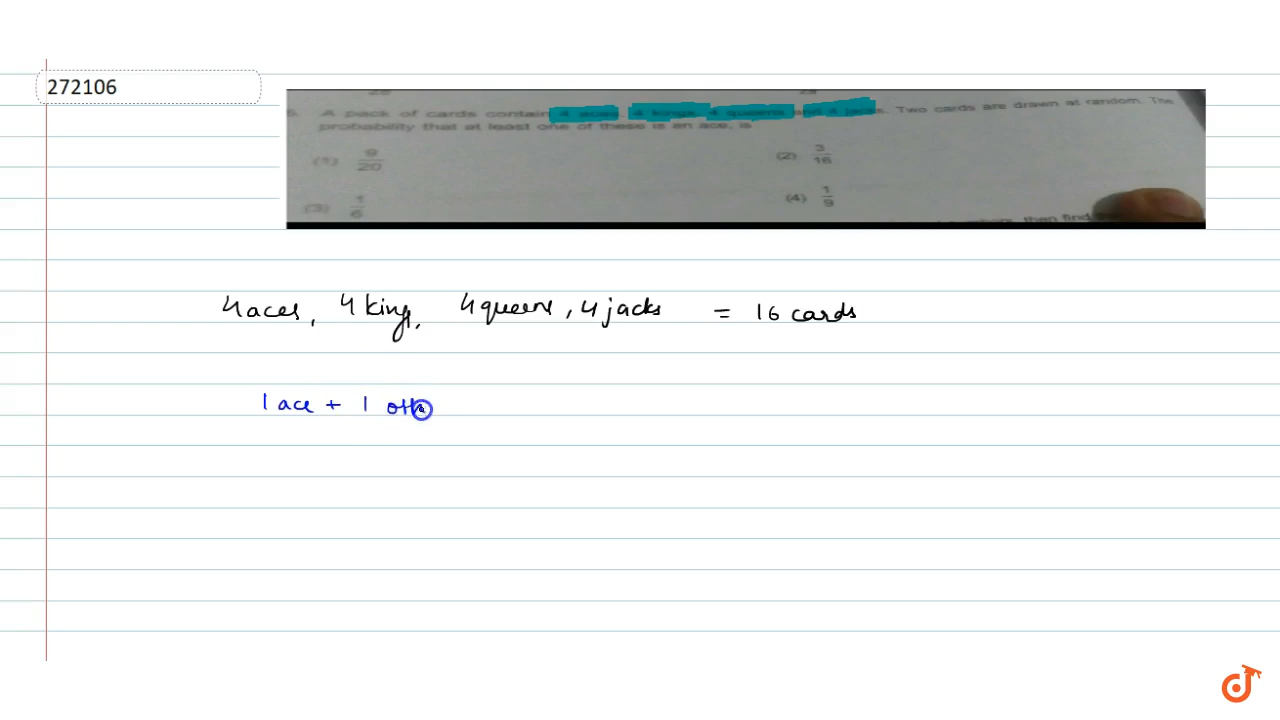 272106
A pack of cards contain 4 aces, 4 kings, 4 queens and 4 jacks. Two cards are drawn at random. The
probability that at least one of these is an ace, is
(1) 9/20 (2) 3/16
(3) 1/6 (4) 1/9
then find
4 aces, 4 king, 4 queens, 4 jacks = 16 cards
1 ace + 1 oth